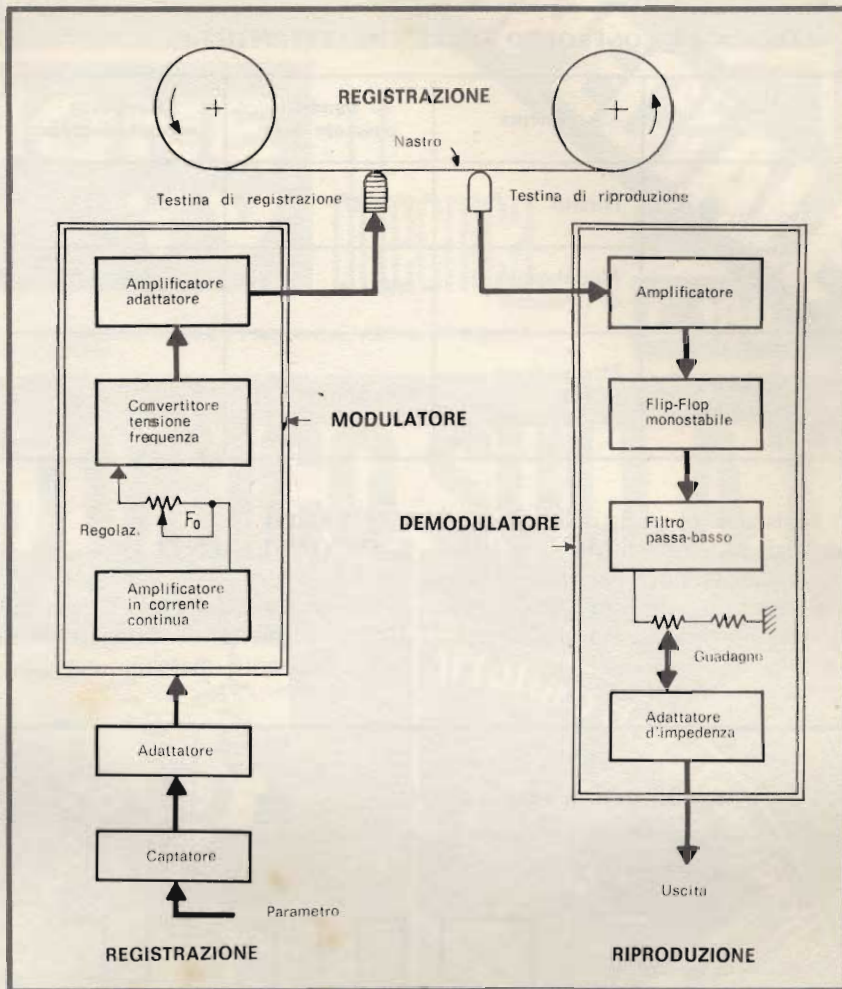 REGISTRAZIONE
Nastro
Testina di registrazione
Testina di riproduzione
Amplificatore
adattatore
Comvertitore
tensione
frequenza
Regolaz.
F₀
Amplificatore
in corrente
continua
MODULATORE
Adattatore
Captatore
Parametro
REGISTRAZIONE
Amplificatore
Flip-Flop
monostabile
DEMODULATORE
Filtro
passa-basso
Guadagno
Adattatore
d'impedenza
Uscita
RIPRODUZIONE